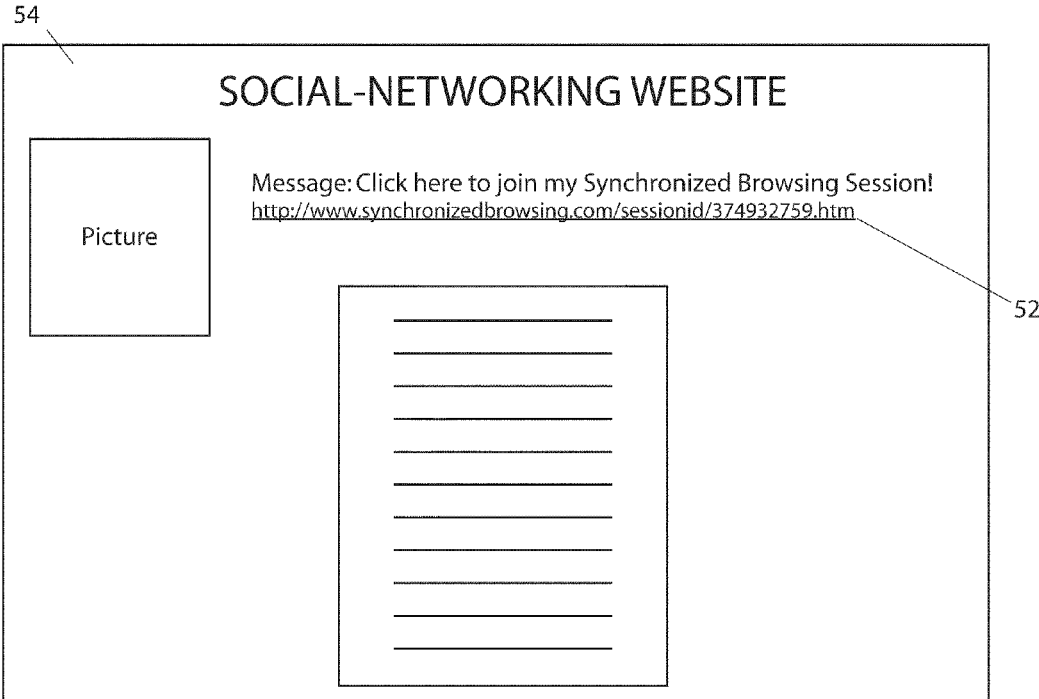 54
SOCIAL-NETWORKING WEBSITE
Message: Click here to join my Synchronized Browsing Session!
http://www.synchronizedbrowsing.com/sessionid/374932759.htm
Picture
52